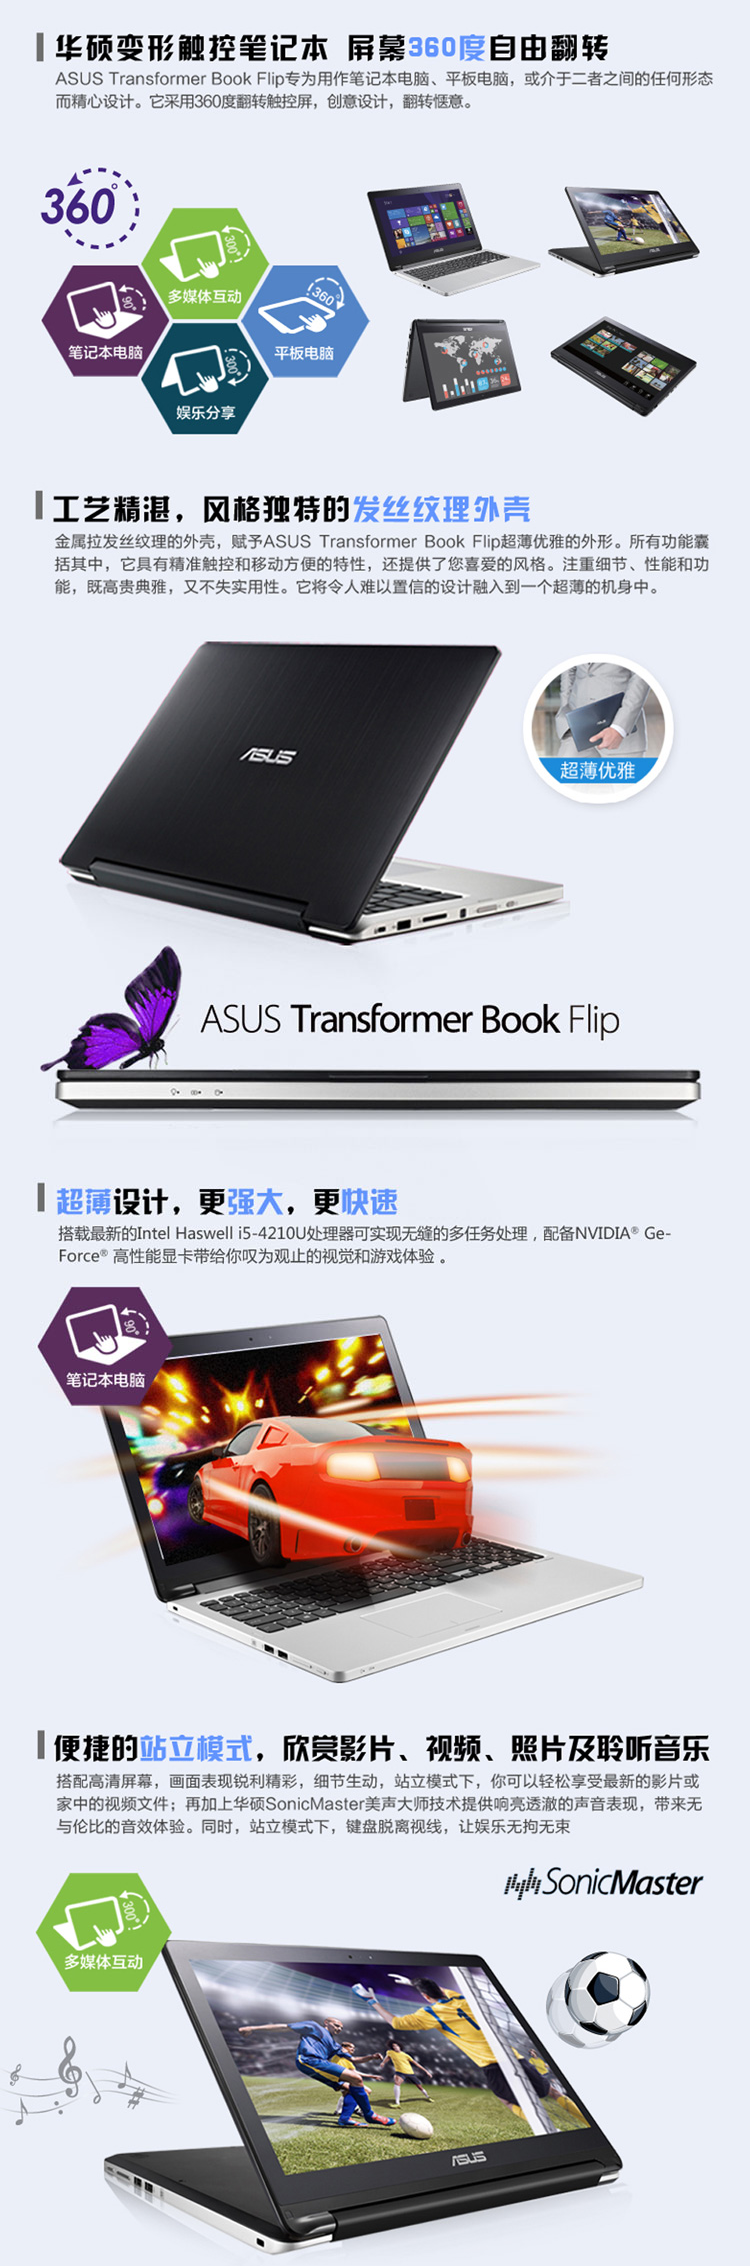 华硕变形触控笔记本 屏幕360度自由翻转
ASUS Transformer Book Flip专为用作笔记本电脑、平板电脑，或介于二者之间的任何形态
而精心设计。它采用360度翻转触控屏，创意设计，翻转惬意。
360°
300°
多媒体互动
90°
笔记本电脑
360°
平板电脑
300°
娱乐分享
工艺精湛，风格独特的发丝纹理外壳
金属拉发丝纹理的外壳，赋予ASUS Transformer Book Flip超薄优雅的外形。所有功能囊
括其中，它具有精准触控和移动方便的特性，还提供了您喜爱的风格。注重细节、性能和功
能，既高贵典雅，又不失实用性。它将令人难以置信的设计融入到一个超薄的机身中。
ASUS
超薄优雅
ASUS Transformer Book Flip
超薄设计，更强大，更快速
搭载最新的Intel Haswell i5-4210U处理器可实现无缝的多任务处理，配备NVIDIA® Ge-
Force® 高性能显卡带给你叹为观止的视觉和游戏体验 。
90°
笔记本电脑
便捷的站立模式，欣赏影片、视频、照片及聆听音乐
搭配高清屏幕，画面表现锐利精彩，细节生动，站立模式下，你可以轻松享受最新的影片或
家中的视频文件；再加上华硕SonicMaster美声大师技术提供响亮透澈的声音表现，带来无
与伦比的音效体验。同时，站立模式下，键盘脱离视线，让娱乐无拘无束
SonicMaster
300°
多媒体互动
ASUS